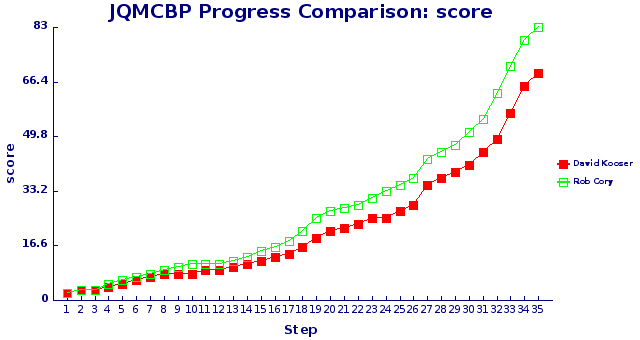 JQMCBP Progress Comparison: score
83
66.4
49.8
33.2
16.6
0
score
1 2 3 4 5 6 7 8 9 10 11 12 13 14 15 16 17 18 19 20 21 22 23 24 25 26 27 28 29 30 31 32 33 34 35
Step
David Kooser
Rob Cory